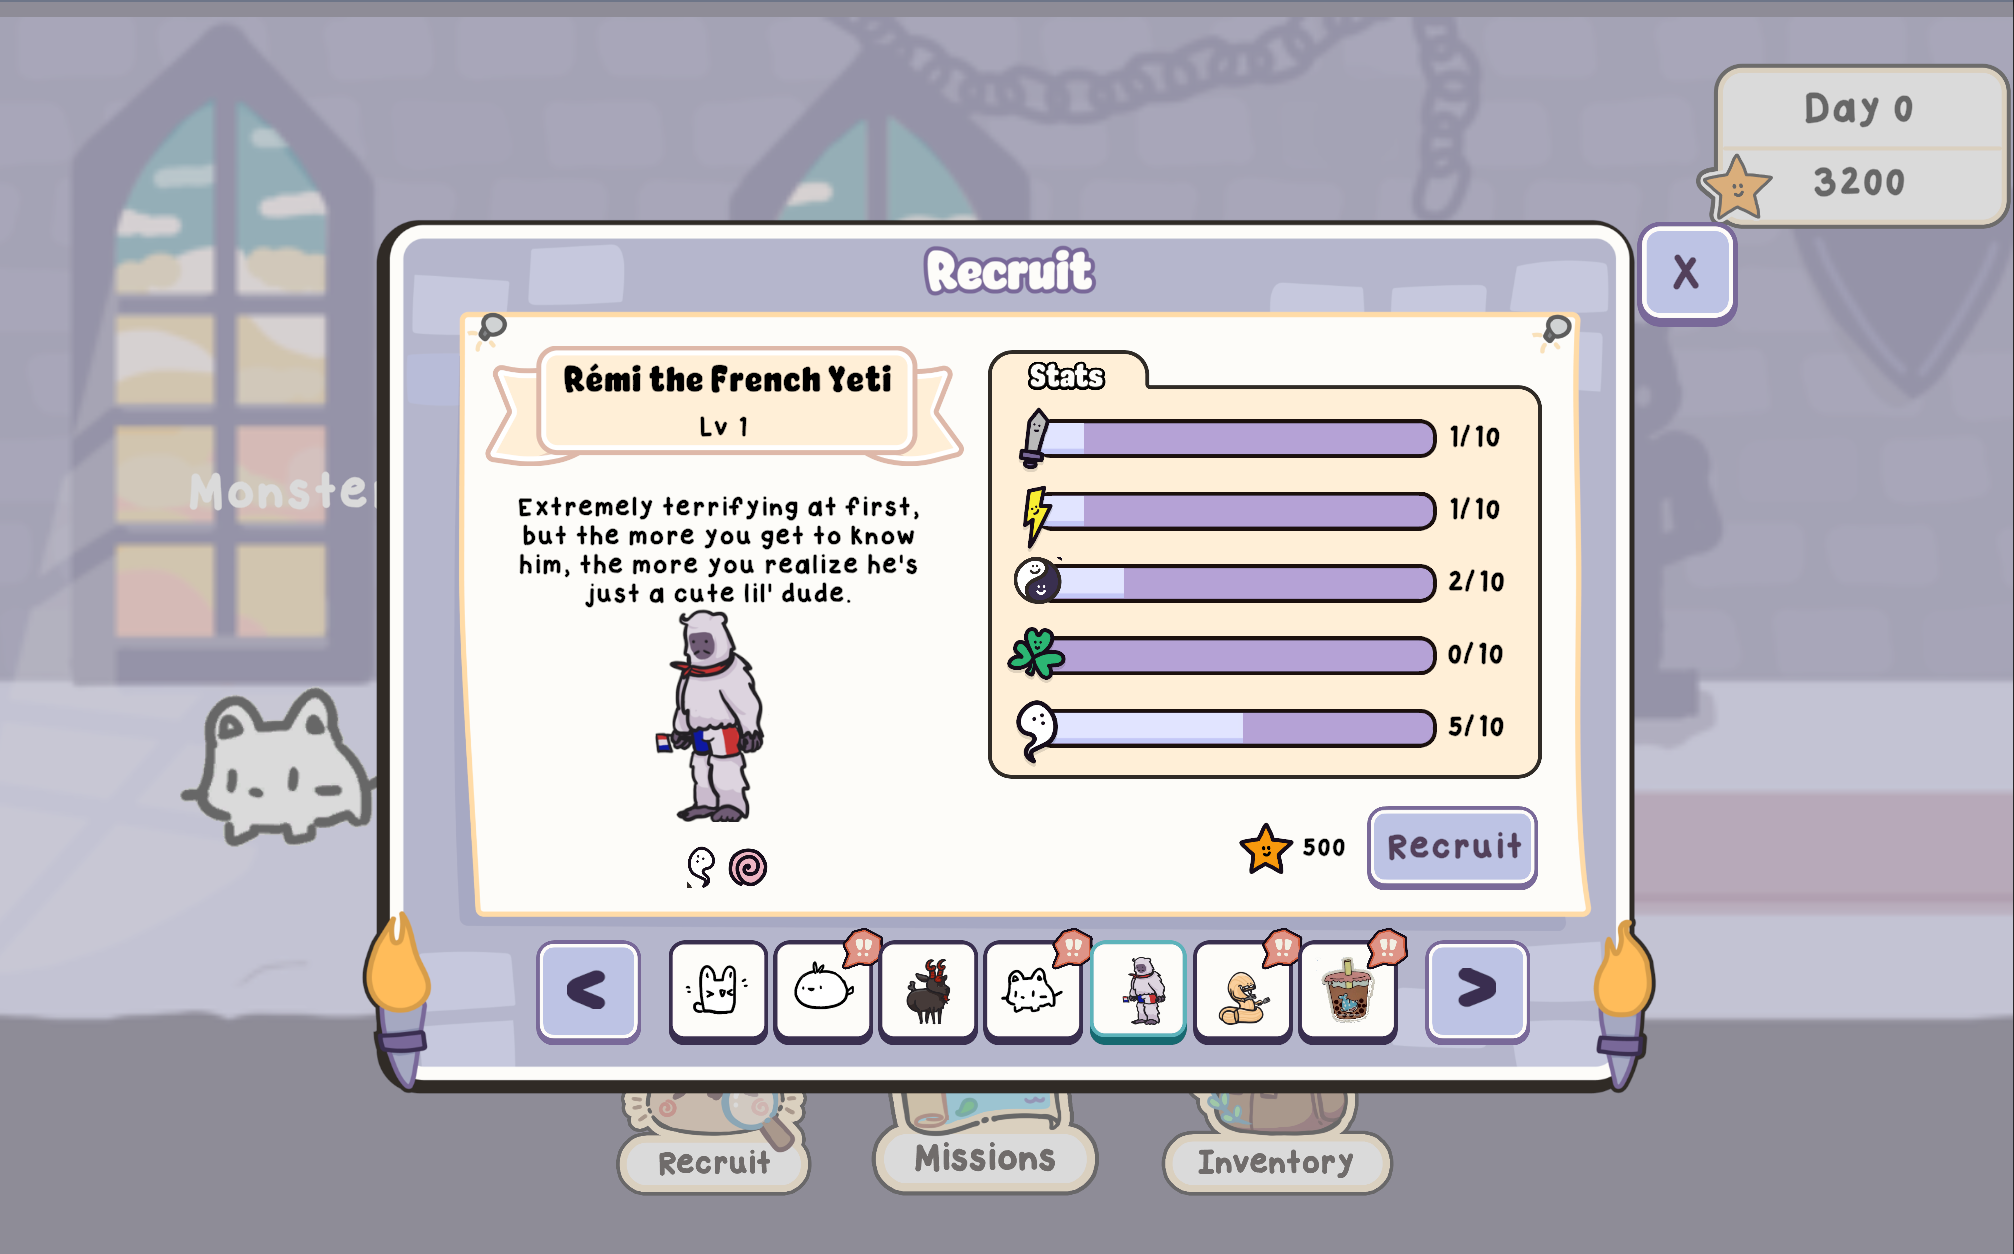 Day 0
3200
Recruit
X
Rémi the French Yeti
Lv 1
Extremely terrifying at first,
but the more you get to know
him, the more you realize he's
just a cute lil' dude.
Stats
1/10
1/10
2/10
0/10
5/10
Monster
500
Recruit
<
!!
!!
!!
!!
>
Recruit
Missions
Inventory